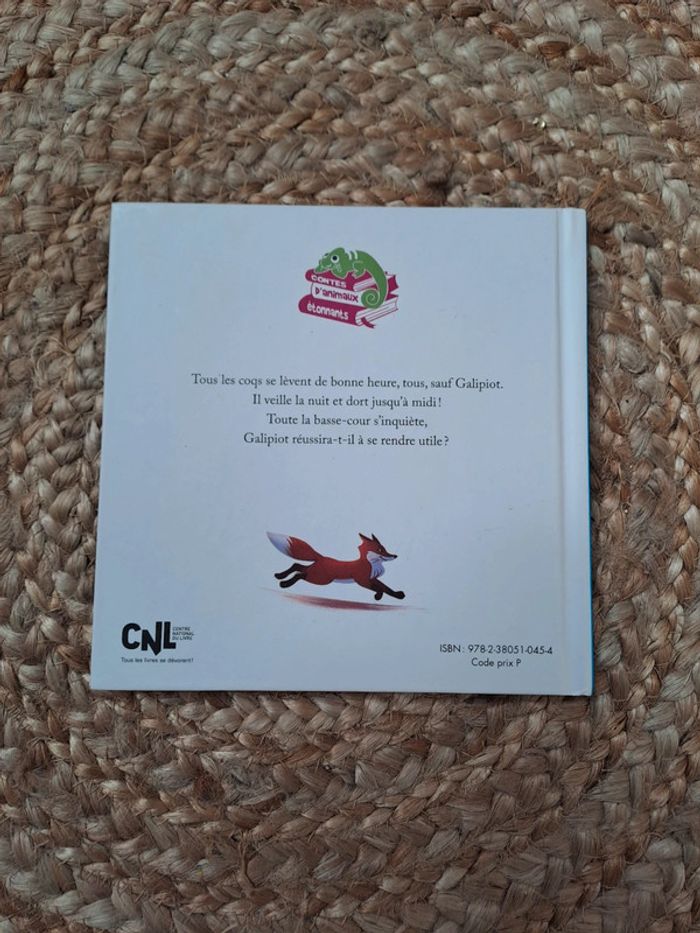 CONTES
D'animaux
étonnants
Tous les coqs se lèvent de bonne heure, tous, sauf Galipiot.
Il veille la nuit et dort jusqu'à midi !
Toute la basse-cour s'inquiète,
Galipiot réussira-t-il à se rendre utile ?
CNL CENTRE
NATIONAL
DU LIVRE
Tous les livres se dévorent !
ISBN : 978-2-38051-045-4
Code prix P